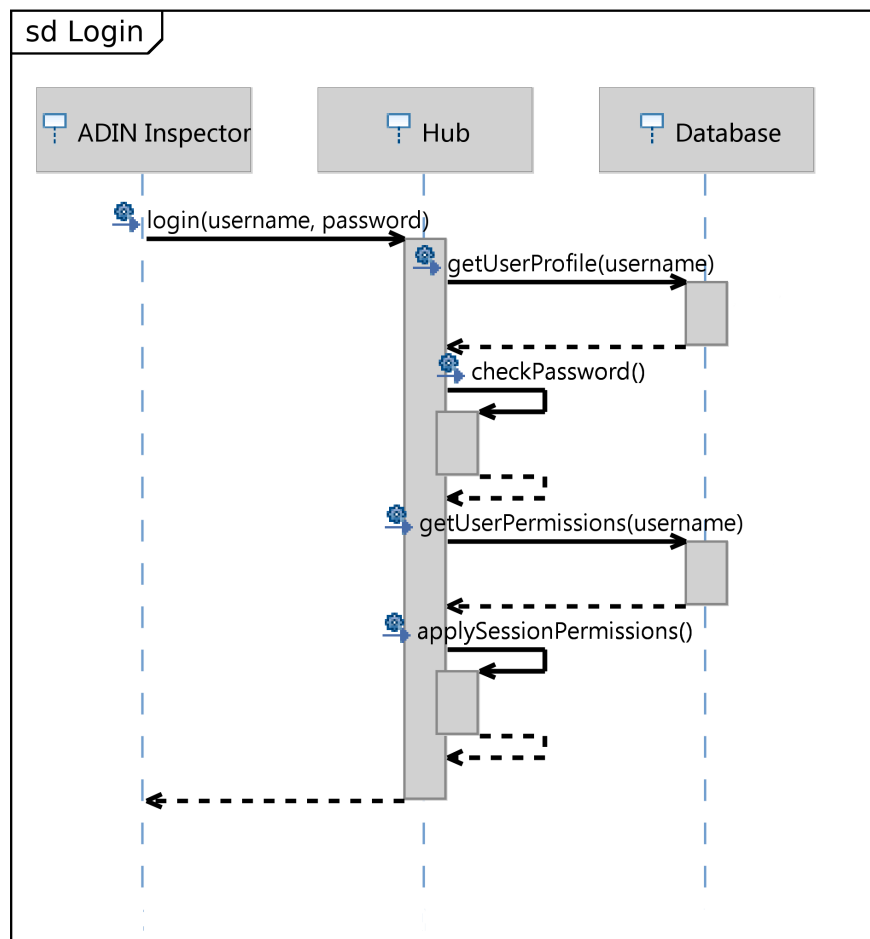 sd Login
ADIN Inspector
Hub
Database
login(username, password)
getUserProfile(username)
checkPassword()
getUserPermissions(username)
applySessionPermissions()